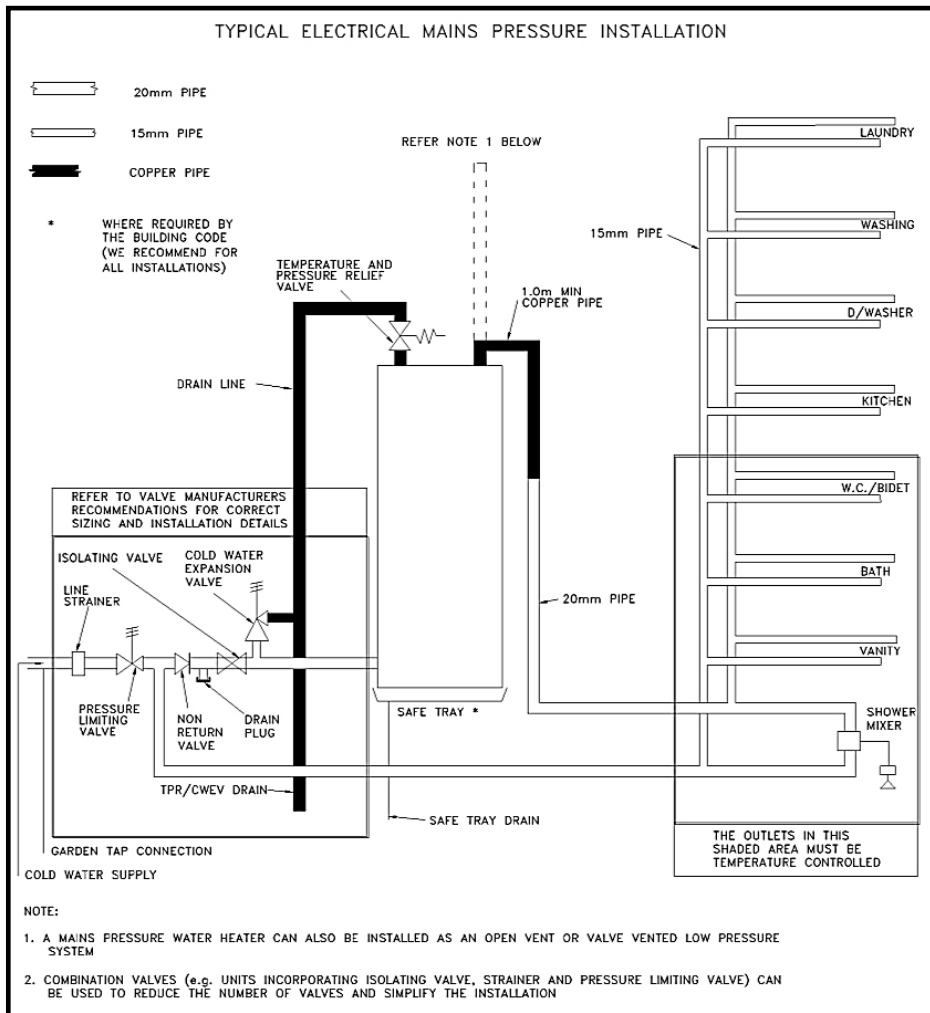 TYPICAL ELECTRICAL MAINS PRESSURE INSTALLATION
20mm PIPE
15mm PIPE
COPPER PIPE
* WHERE REQUIRED BY
THE BUILDING CODE
(WE RECOMMEND FOR
ALL INSTALLATIONS)
REFER NOTE 1 BELOW
TEMPERATURE AND
PRESSURE RELIEF
VALVE
1.0m MIN
COPPER PIPE
15mm PIPE
LAUNDRY
WASHING
D/WASHER
KITCHEN
W.C./BIDET
BATH
VANITY
SHOWER
MIXER
DRAIN LINE
REFER TO VALVE MANUFACTURERS
RECOMMENDATIONS FOR CORRECT
SIZING AND INSTALLATION DETAILS
ISOLATING VALVE
COLD WATER
EXPANSION
VALVE
LINE
STRAINER
PRESSURE
LIMITING
VALVE
NON
RETURN
VALVE
DRAIN
PLUG
SAFE TRAY *
20mm PIPE
TPR/CWEV DRAIN
SAFE TRAY DRAIN
GARDEN TAP CONNECTION
COLD WATER SUPPLY
THE OUTLETS IN THIS
SHADED AREA MUST BE
TEMPERATURE CONTROLLED
NOTE:
1. A MAINS PRESSURE WATER HEATER CAN ALSO BE INSTALLED AS AN OPEN VENT OR VALVE VENTED LOW PRESSURE
SYSTEM
2. COMBINATION VALVES (e.g. UNITS INCORPORATING ISOLATING VALVE, STRAINER AND PRESSURE LIMITING VALVE) CAN
BE USED TO REDUCE THE NUMBER OF VALVES AND SIMPLIFY THE INSTALLATION